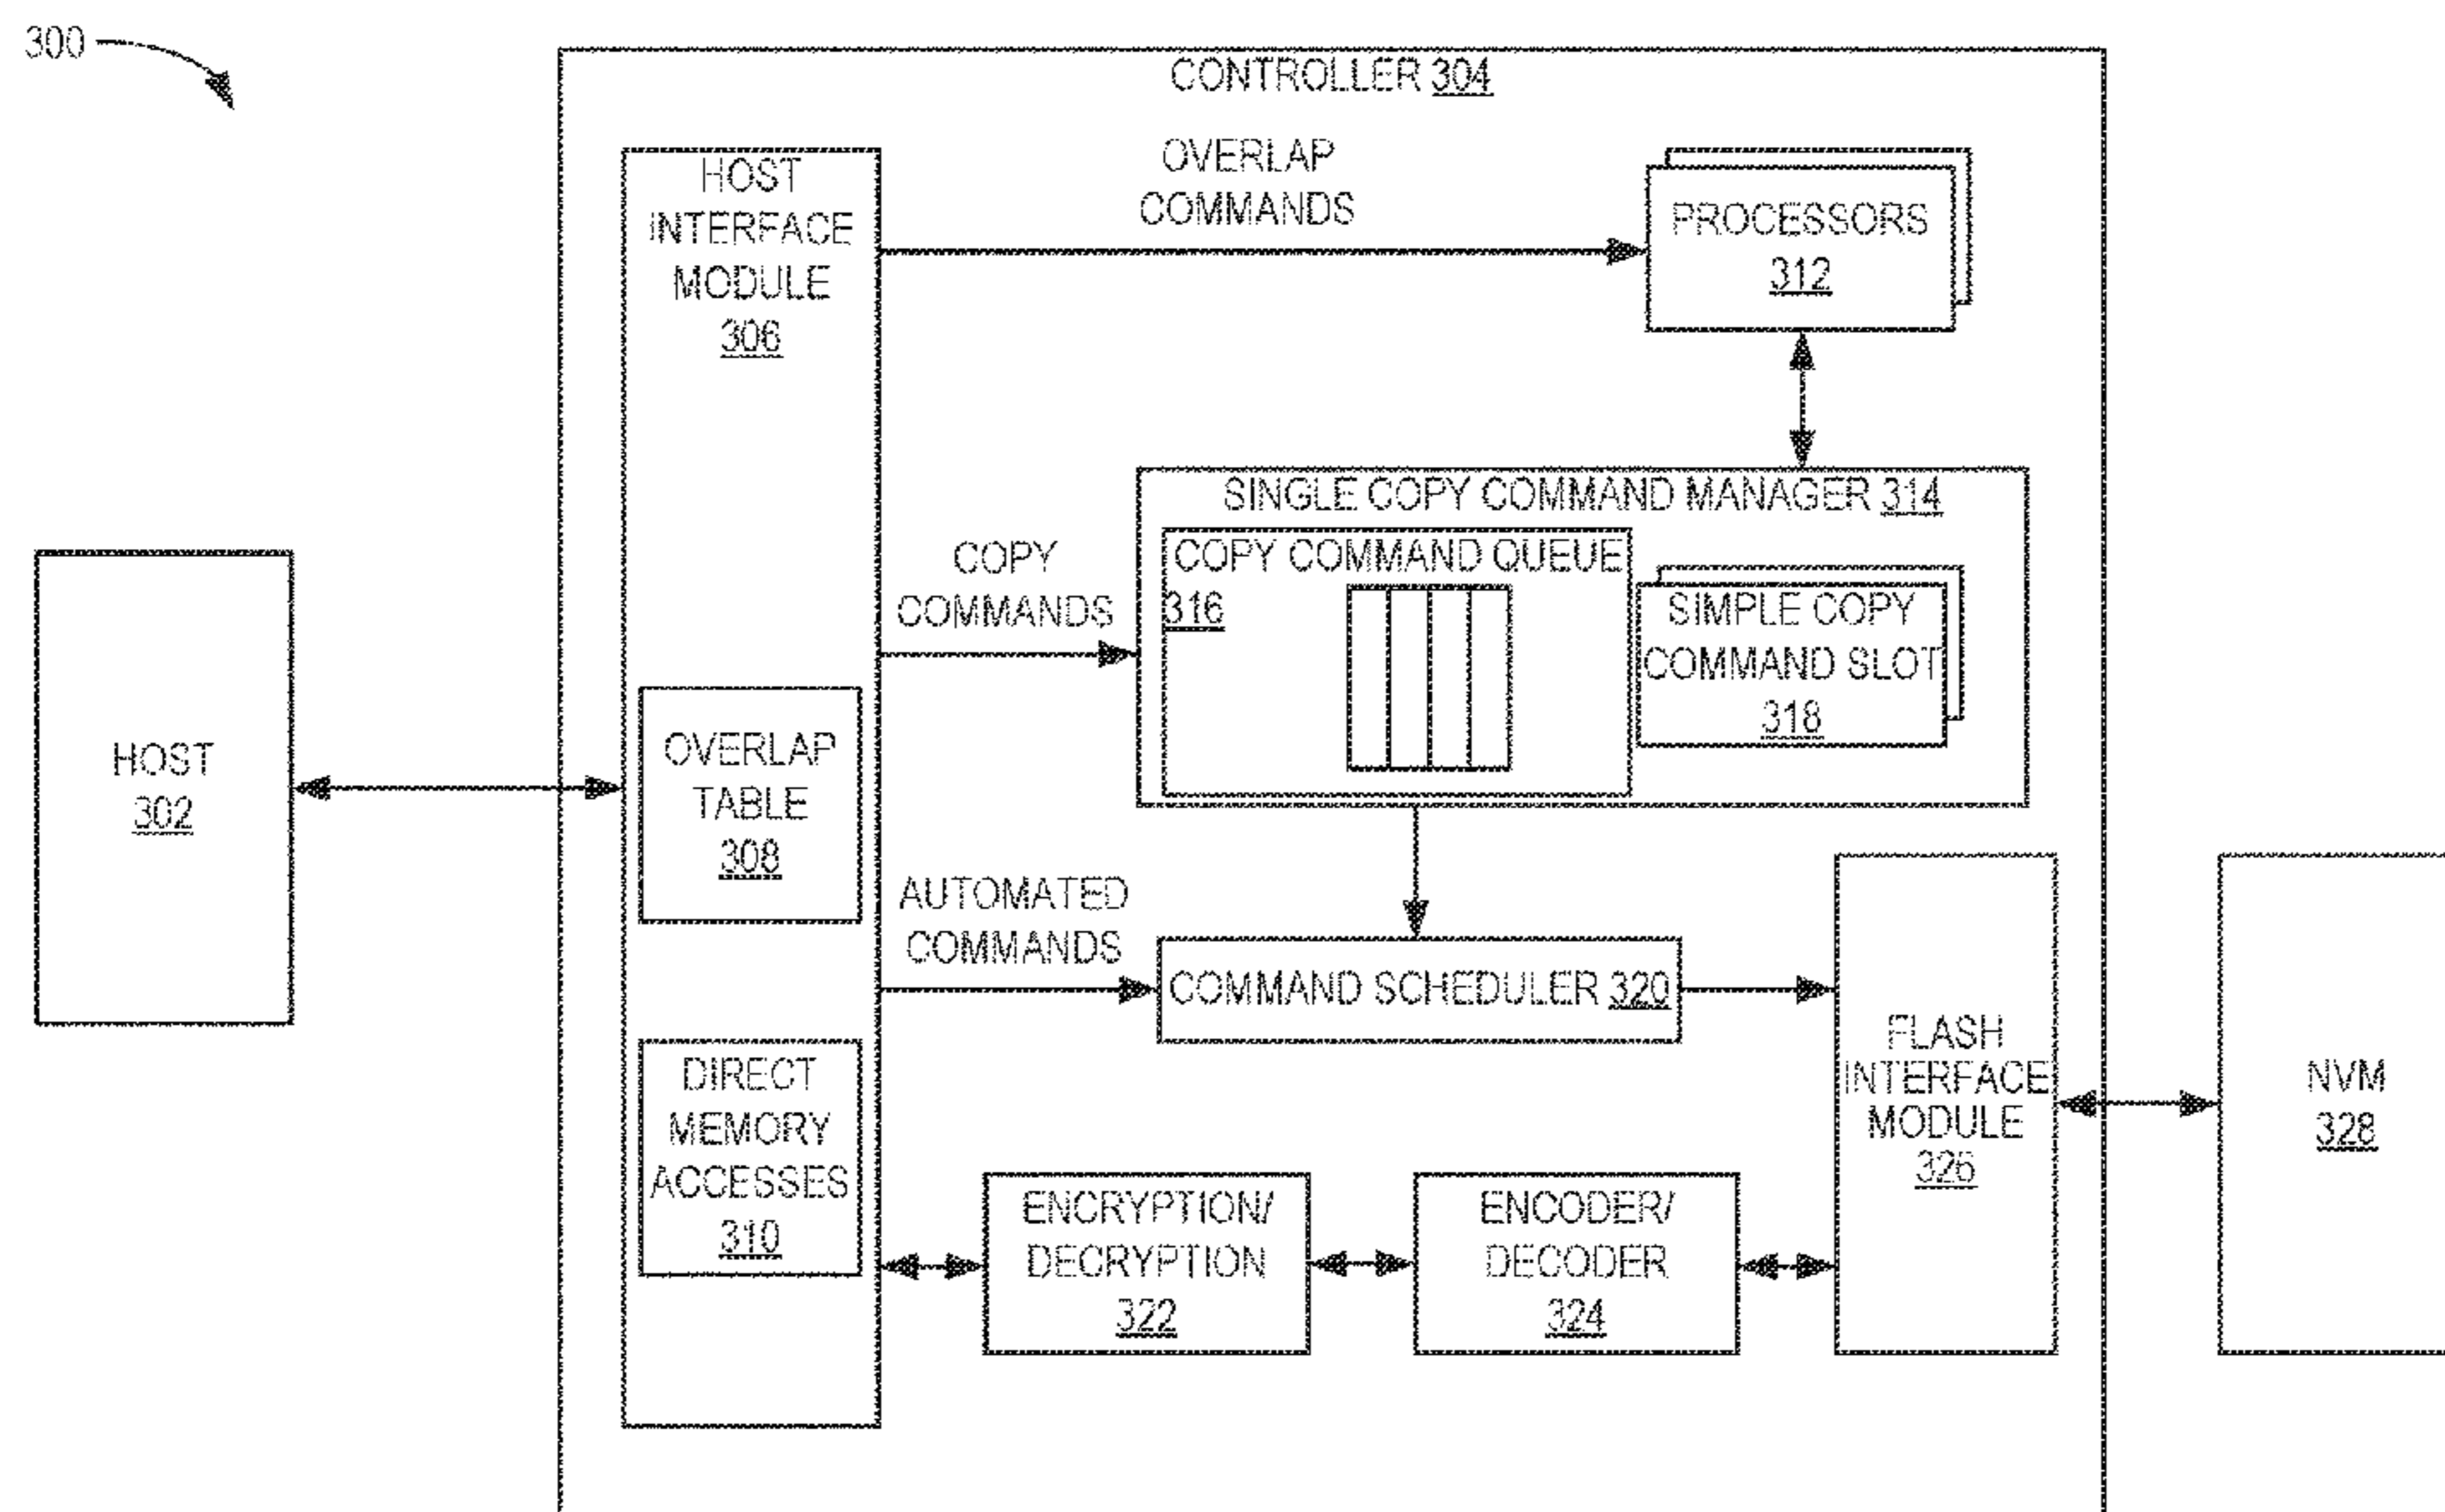 300
CONTROLLER 304
HOST
INTERFACE
MODULE
306
OVERLAP
COMMANDS
PROCESSORS
312
SINGLE COPY COMMAND MANAGER 314
COPY COMMAND QUEUE
316
SIMPLE COPY
COMMAND SLOT
318
COPY
COMMANDS
HOST
302
OVERLAP
TABLE
308
AUTOMATED
COMMANDS
COMMAND SCHEDULER 320
FLASH
INTERFACE
MODULE
326
NVM
328
DIRECT
MEMORY
ACCESSES
310
ENCRYPTION/
DECRYPTION
322
ENCODER/
DECODER
324